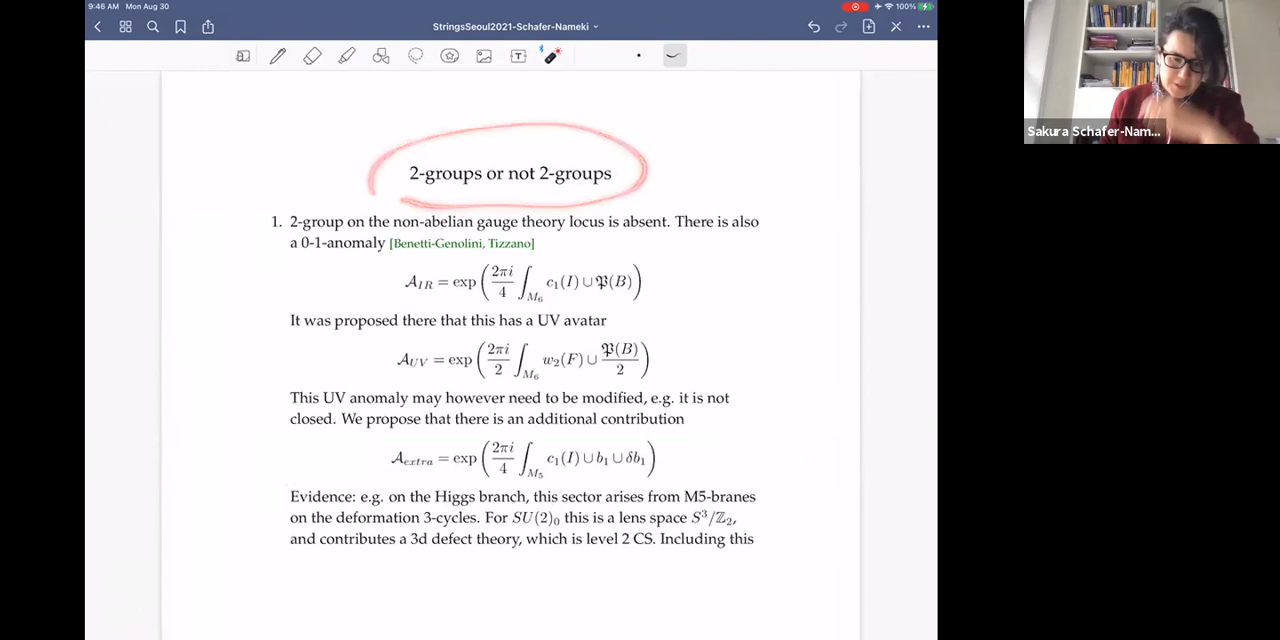 9:46 AM Mon Aug 30
100%
StringsSeoul2021-Schafer-Nameki
2-groups or not 2-groups
1. 2-group on the non-abelian gauge theory locus is absent. There is also
a 0-1-anomaly [Benetti-Genolini, Tizzano]
𝒜_{IR} = exp ( 2πi/4 ∫_{M_6} c_1(I) ∪ 𝔓(B) )
It was proposed there that this has a UV avatar
𝒜_{UV} = exp ( 2πi/2 ∫_{M_6} w_2(F) ∪ 𝔓(B)/2 )
This UV anomaly may however need to be modified, e.g. it is not
closed. We propose that there is an additional contribution
𝒜_{extra} = exp ( 2πi/4 ∫_{M_5} c_1(I) ∪ b_1 ∪ δb_1 )
Evidence: e.g. on the Higgs branch, this sector arises from M5-branes
on the deformation 3-cycles. For SU(2)_0 this is a lens space S^3/ℤ_2,
and contributes a 3d defect theory, which is level 2 CS. Including this
Sakura Schafer-Nam...